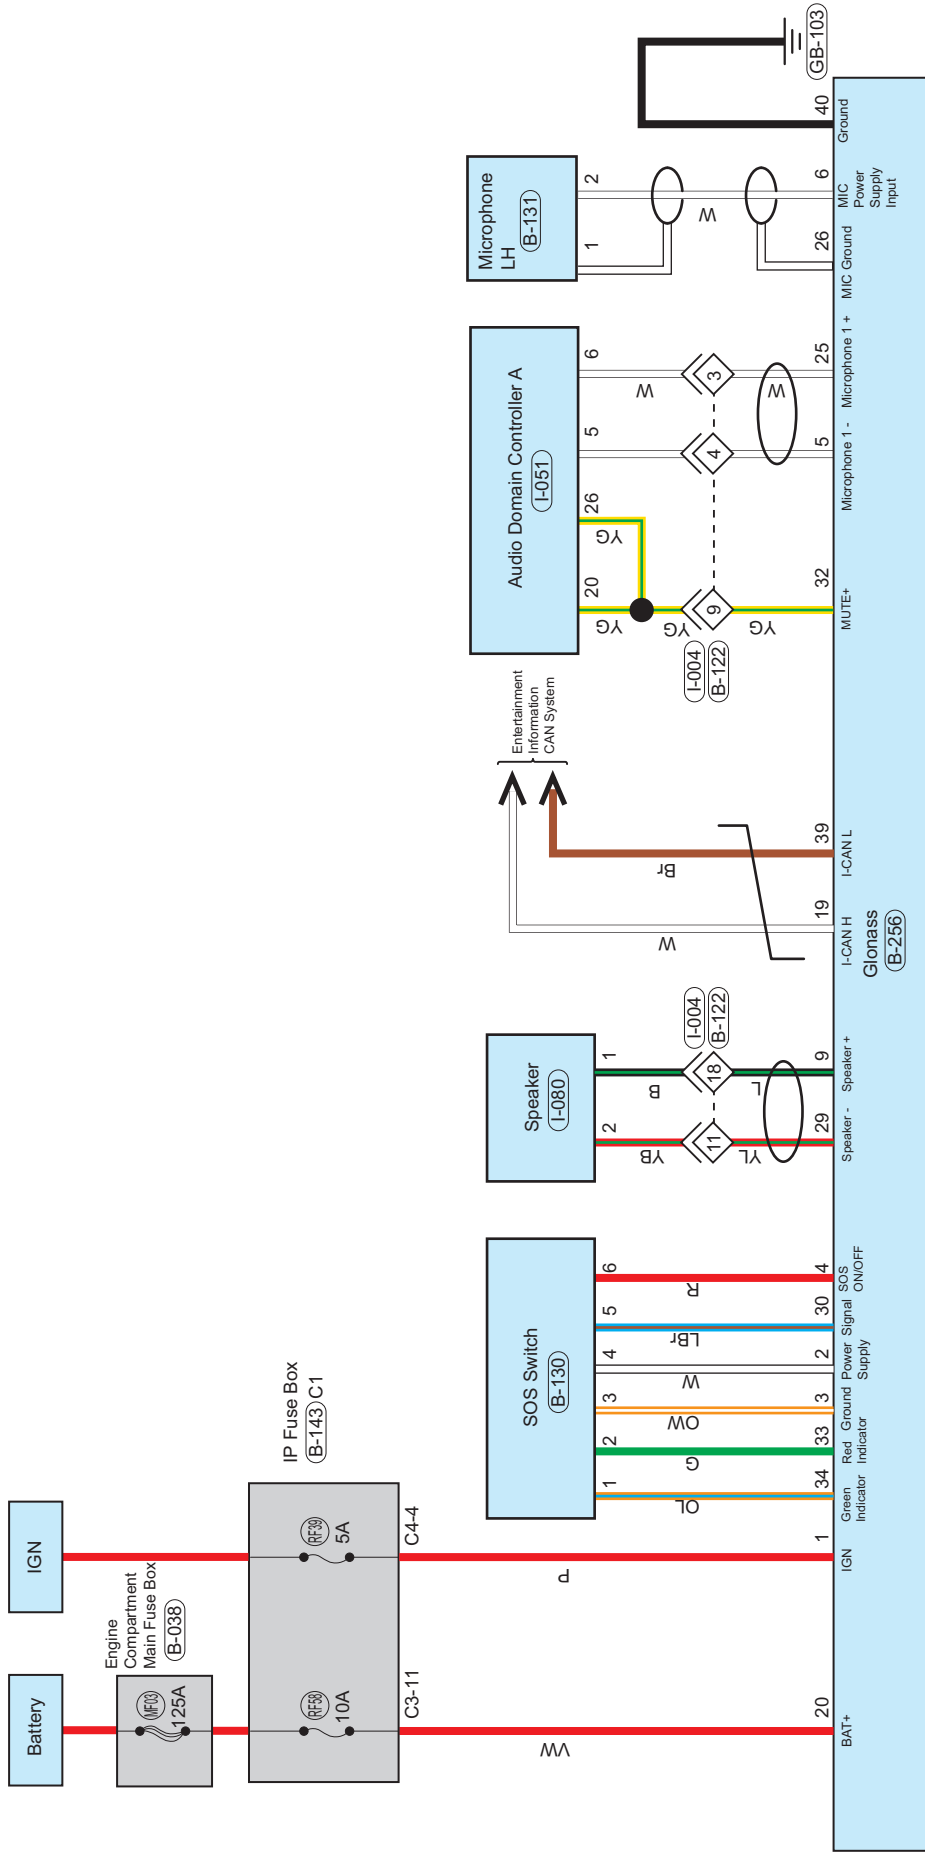 Battery
IGN
Engine
Compartment
Main Fuse Box
B-038
MF03
125A
IP Fuse Box
B-143 C1
RF58
10A
RF39
5A
C3-11
C4-4
VW
P
20
BAT+
1
IGN
SOS Switch
B-130
1
2
3
4
5
6
OL
G
OW
W
LBr
R
34
33
3
2
30
4
Green
Indicator
Red
Indicator
Ground
Power
Supply
Signal
SOS
ON/OFF
Speaker
I-080
2
1
YB
B
11
18
I-004
B-122
YL
L
29
9
Speaker -
Speaker +
Entertainment
Information
CAN System
W
Br
19
39
I-CAN H
I-CAN L
Glonass
B-256
Audio Domain Controller A
I-051
20
26
5
6
YG
YG
YG
W
I-004
B-122
9
4
3
YG
W
32
5
25
MUTE+
Microphone 1 -
Microphone 1 +
Microphone
LH
B-131
1
2
W
26
6
MIC Ground
MIC
Power
Supply
Input
40
Ground
GB-103